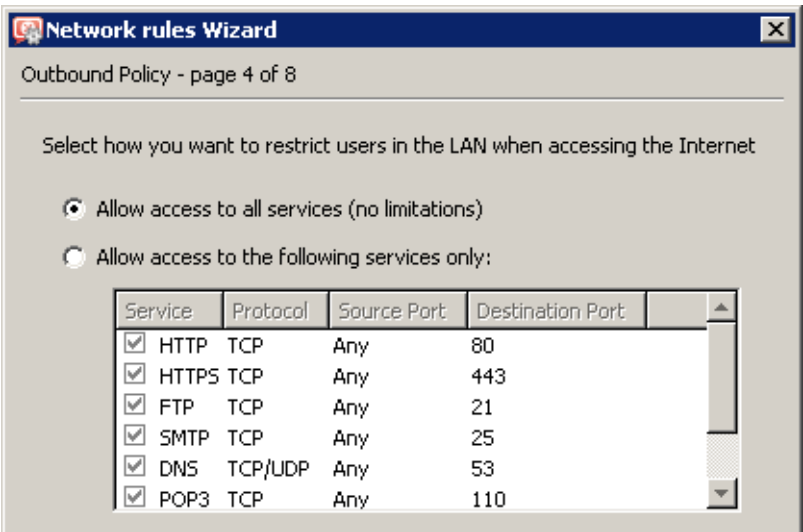 Network rules Wizard
Outbound Policy - page 4 of 8
Select how you want to restrict users in the LAN when accessing the Internet
Allow access to all services (no limitations)
Allow access to the following services only:
Service Protocol Source Port Destination Port
HTTP TCP Any 80
HTTPS TCP Any 443
FTP TCP Any 21
SMTP TCP Any 25
DNS TCP/UDP Any 53
POP3 TCP Any 110